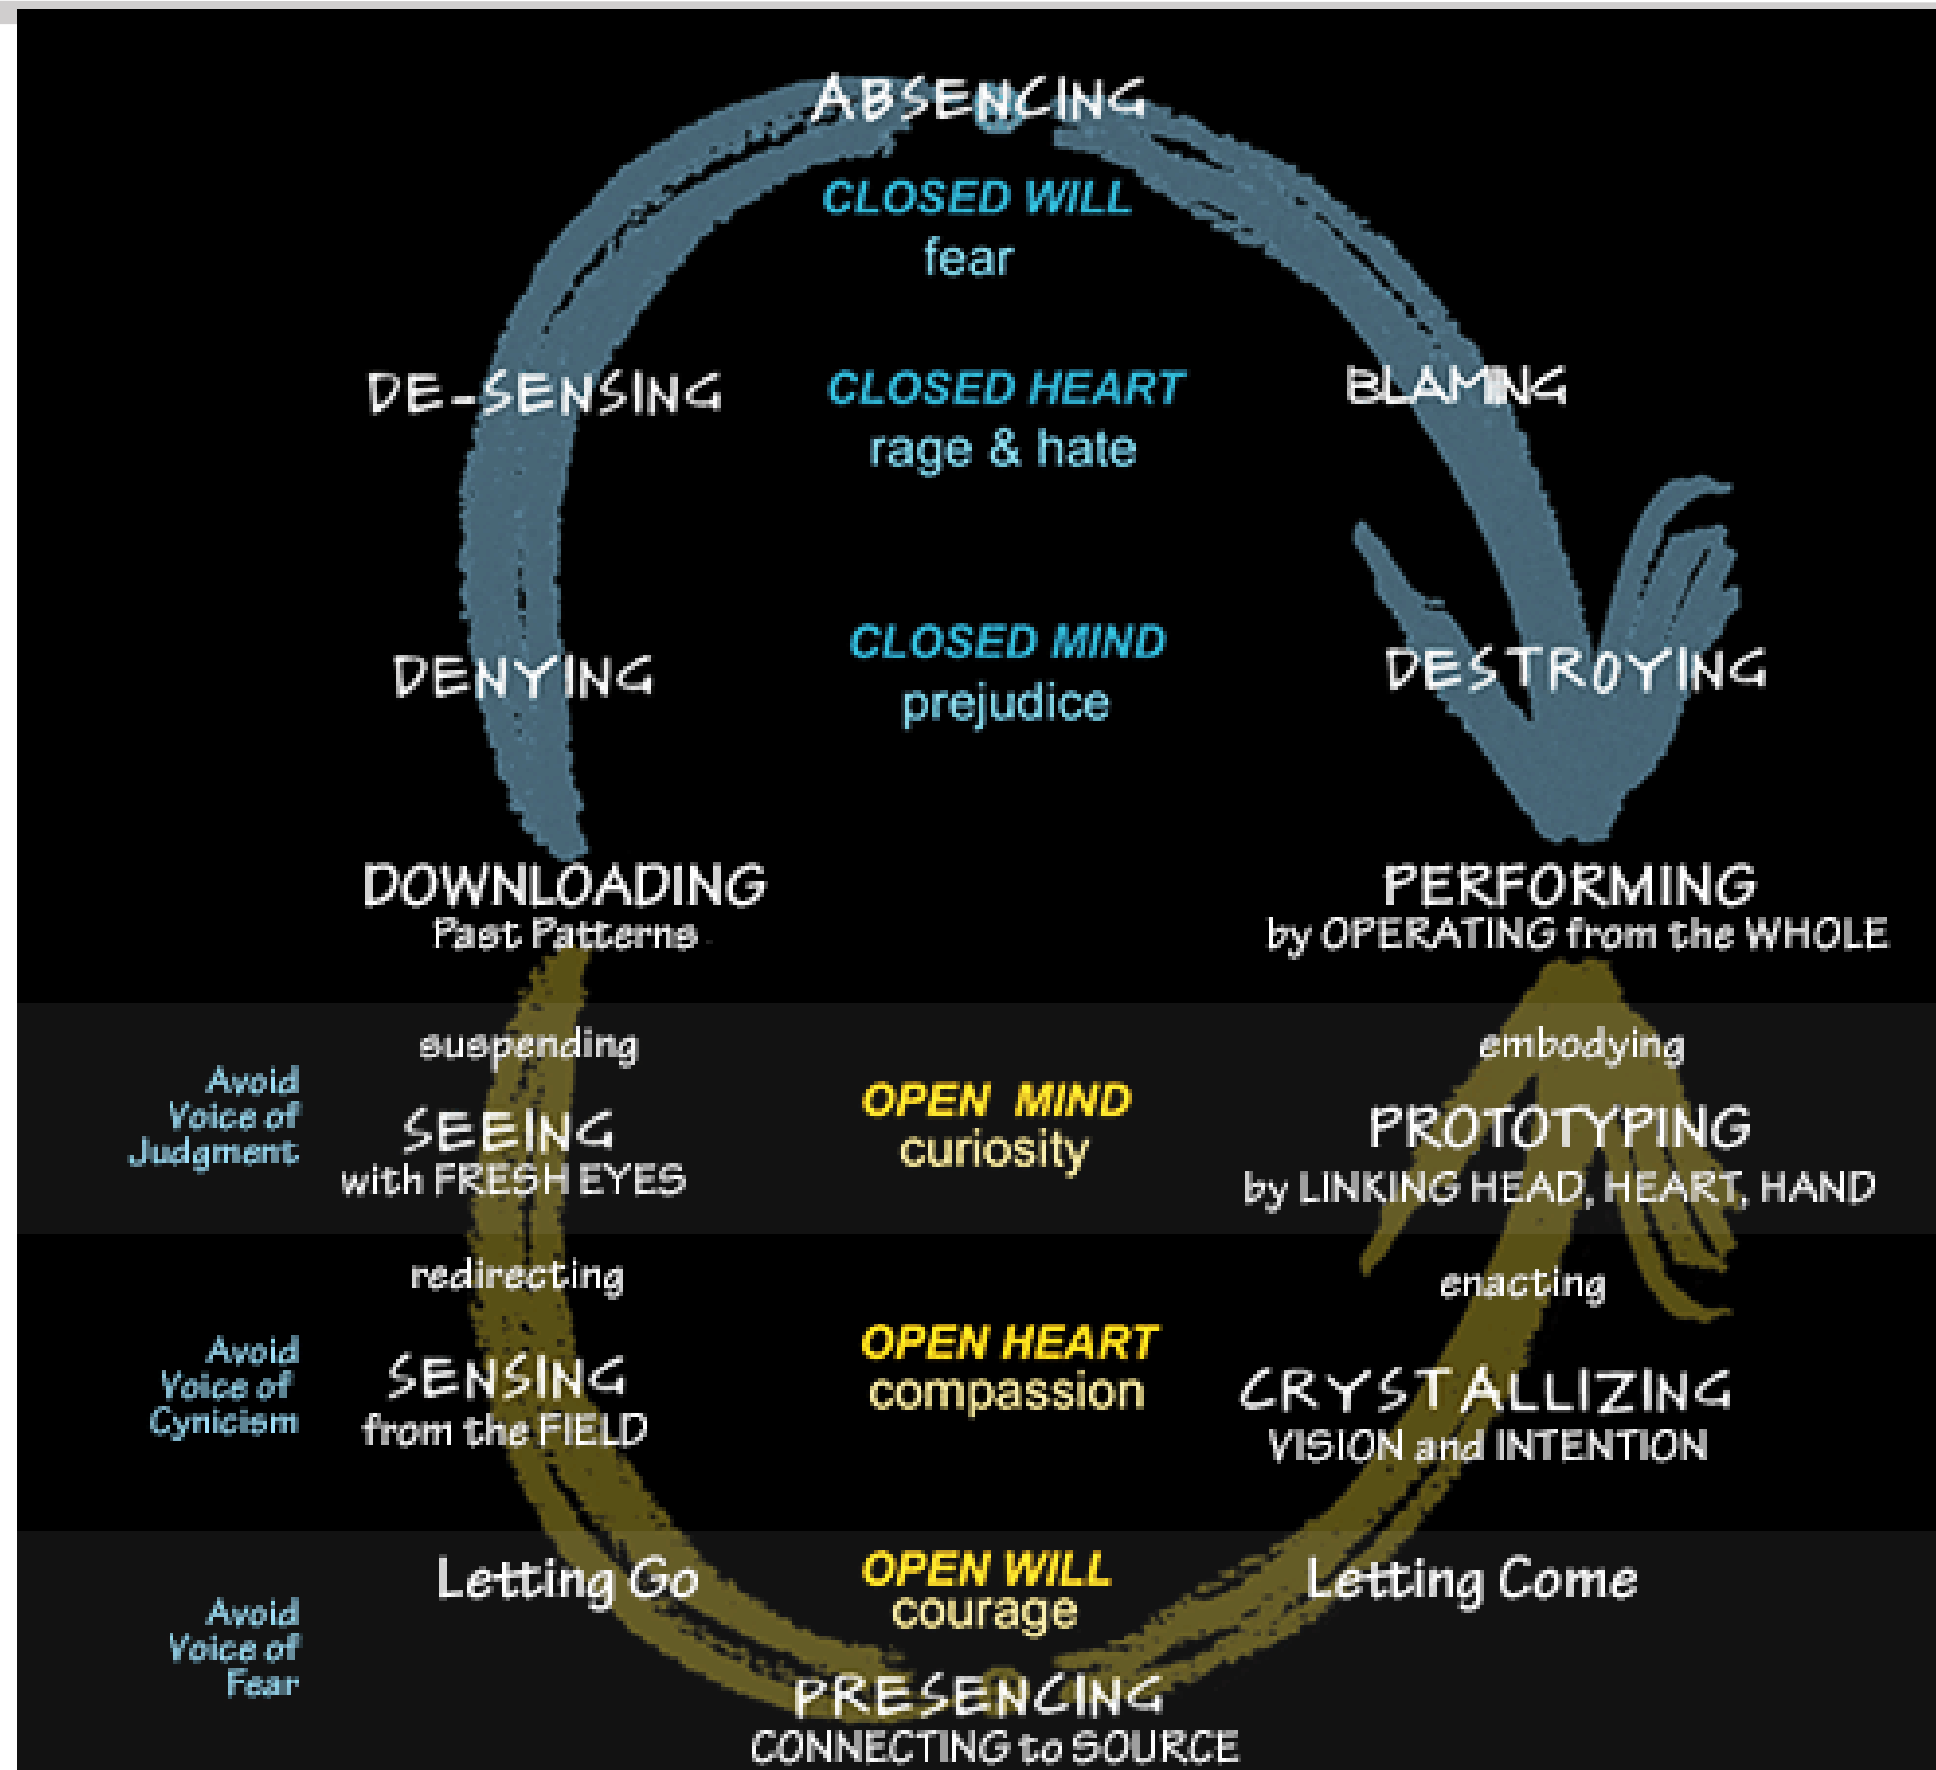 ABSENCING
CLOSED WILL
fear
DE-SENSING
CLOSED HEART
rage & hate
BLAMING
DENYING
CLOSED MIND
prejudice
DESTROYING
DOWNLOADING
Past Patterns
PERFORMING
by OPERATING from the WHOLE
suspending
embodying
Avoid
Voice of
Judgment
SEEING
with FRESH EYES
OPEN MIND
curiosity
PROTOTYPING
by LINKING HEAD, HEART, HAND
redirecting
enacting
Avoid
Voice of
Cynicism
SENSING
from the FIELD
OPEN HEART
compassion
CRYSTALLIZING
VISION and INTENTION
Letting Go
OPEN WILL
courage
Letting Come
Avoid
Voice of
Fear
PRESENCING
CONNECTING to SOURCE